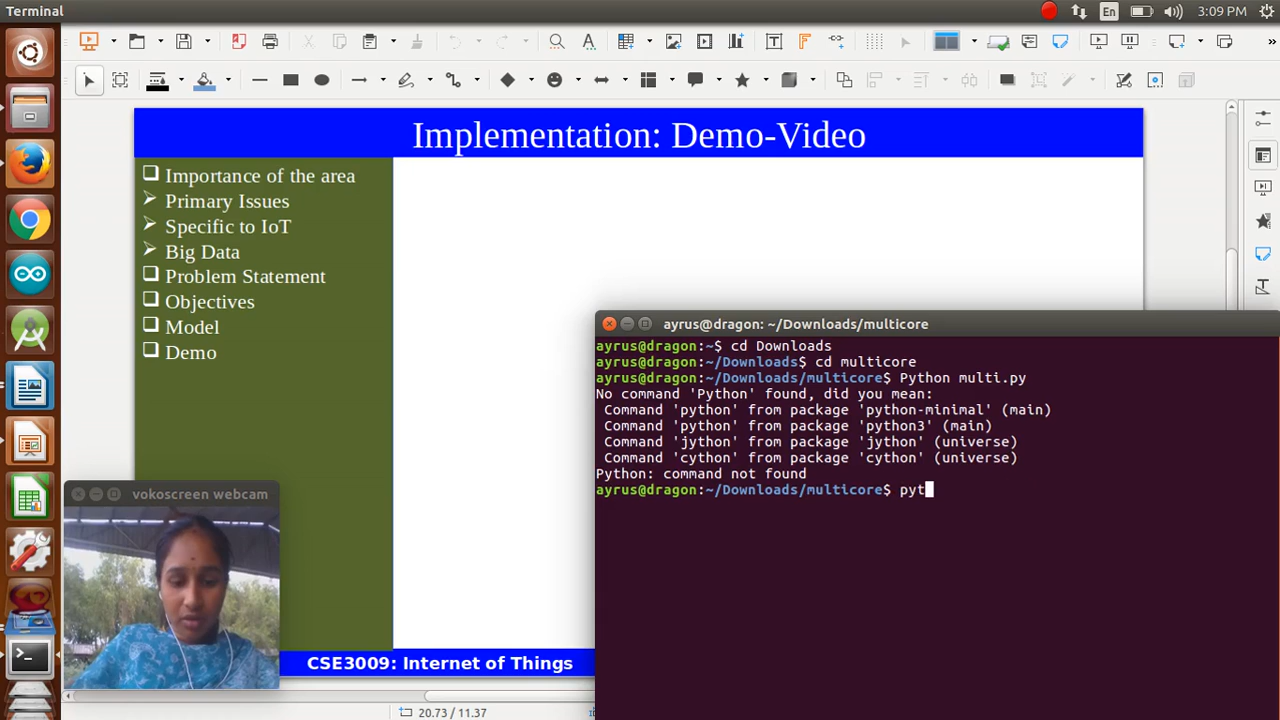 Terminal
En
3:09 PM
Implementation: Demo-Video
Importance of the area
Primary Issues
Specific to IoT
Big Data
Problem Statement
Objectives
Model
Demo
ayrus@dragon: ~/Downloads/multicore
ayrus@dragon:~$ cd Downloads
ayrus@dragon:~/Downloads$ cd multicore
ayrus@dragon:~/Downloads/multicore$ Python multi.py
No command 'Python' found, did you mean:
Command 'python' from package 'python-minimal' (main)
Command 'python' from package 'python3' (main)
Command 'jython' from package 'jython' (universe)
Command 'cython' from package 'cython' (universe)
Python: command not found
ayrus@dragon:~/Downloads/multicore$ pyt
vokoscreen webcam
CSE3009: Internet of Things
20.73 / 11.37